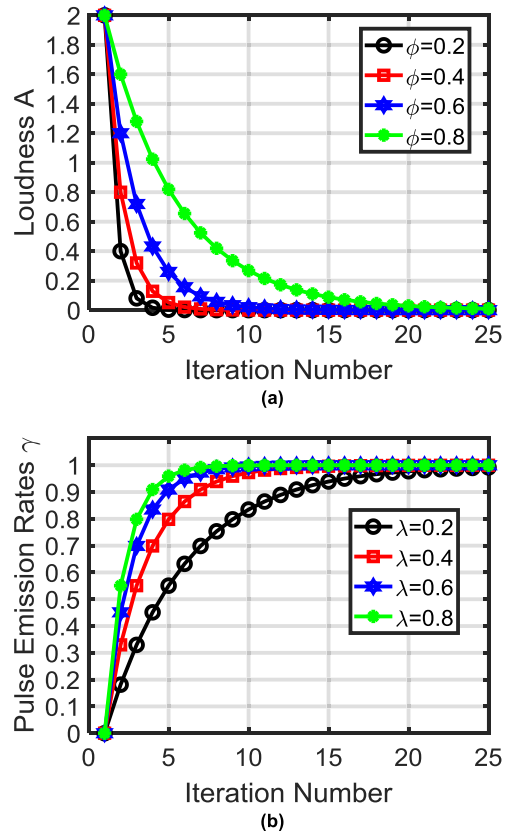 2
1.8
1.6
1.4
1.2
1
0.8
0.6
0.4
0.2
0
Loudness A
ϕ=0.2
ϕ=0.4
ϕ=0.6
ϕ=0.8
0 5 10 15 20 25
Iteration Number
(a)
1
0.9
0.8
0.7
0.6
0.5
0.4
0.3
0.2
0.1
0
Pulse Emission Rates γ
λ=0.2
λ=0.4
λ=0.6
λ=0.8
0 5 10 15 20 25
Iteration Number
(b)